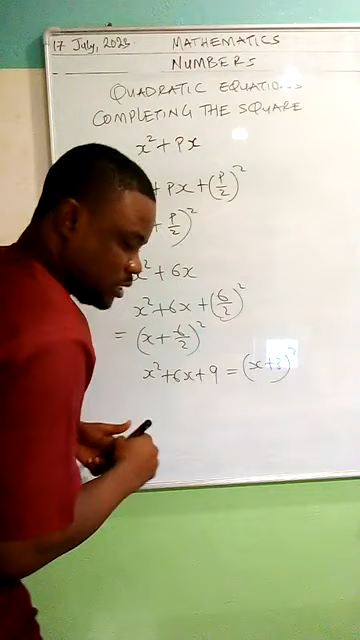 17 July, 2023. MATHEMATICS
NUMBERS
QUADRATIC EQUATIONS
COMPLETING THE SQUARE
x² + Px
+ Px + (P/2)²
+ P/2)²
x² + 6x
x² + 6x + (6/2)²
= (x + 6/2)²
x² + 6x + 9 = (x + 3)²